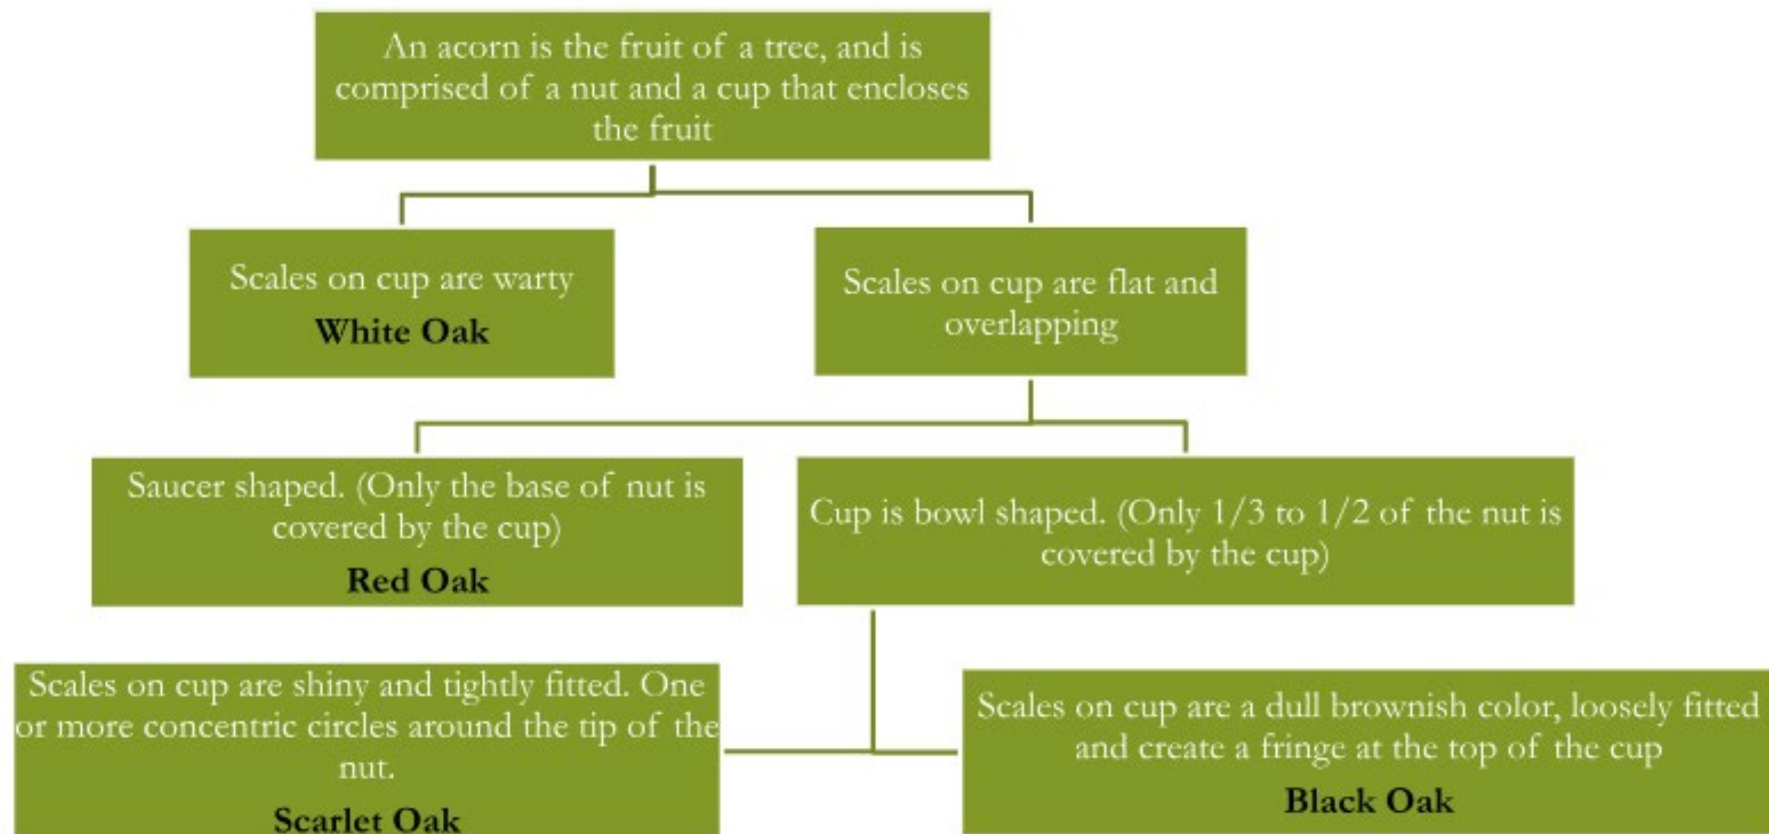 An acorn is the fruit of a tree, and is
comprised of a nut and a cup that encloses
the fruit
Scales on cup are warty
White Oak
Scales on cup are flat and
overlapping
Saucer shaped. (Only the base of nut is
covered by the cup)
Red Oak
Cup is bowl shaped. (Only 1/3 to 1/2 of the nut is
covered by the cup)
Scales on cup are shiny and tightly fitted. One
or more concentric circles around the tip of the
nut.
Scarlet Oak
Scales on cup are a dull brownish color, loosely fitted
and create a fringe at the top of the cup
Black Oak